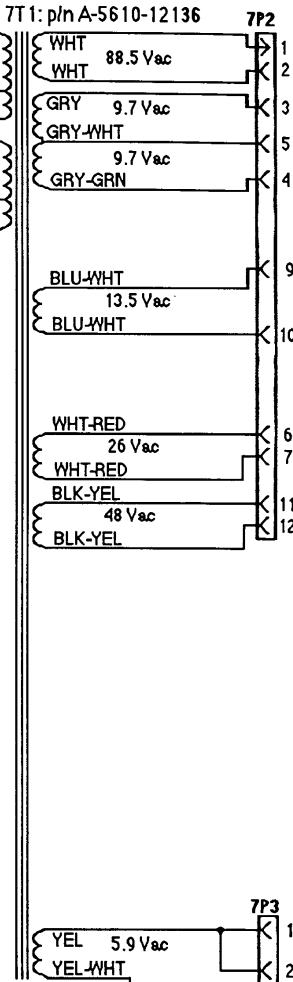 7T1: p/n A-5610-12136 7P2
WHT 1
88.5 Vac
WHT 2
GRY 9.7 Vac 3
GRY-WHT 5
9.7 Vac
GRY-GRN 4
9
BLU-WHT
13.5 Vac
BLU-WHT 10
WHT-RED 6
26 Vac
7
WHT-RED
BLK-YEL 11
48 Vac
12
BLK-YEL
7P3
1
YEL 5.9 Vac
YEL-WHT 2